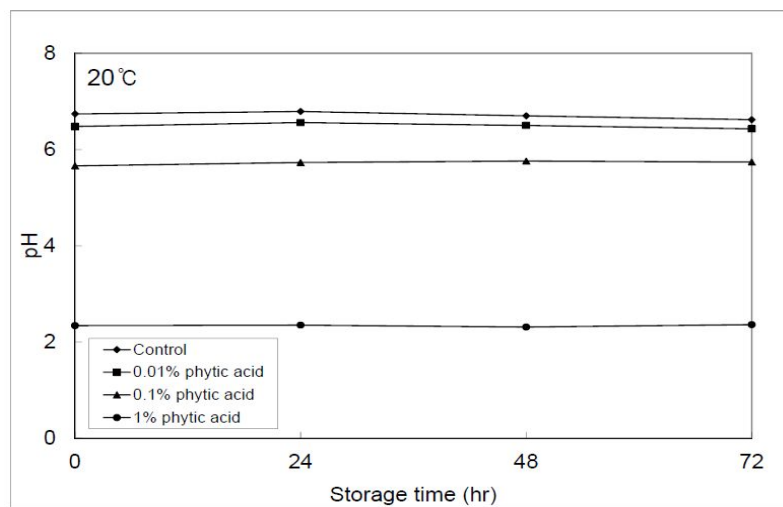 20℃
8
6
4
2
0
pH
Control
0.01% phytic acid
0.1% phytic acid
1% phytic acid
0 24 48 72
Storage time (hr)